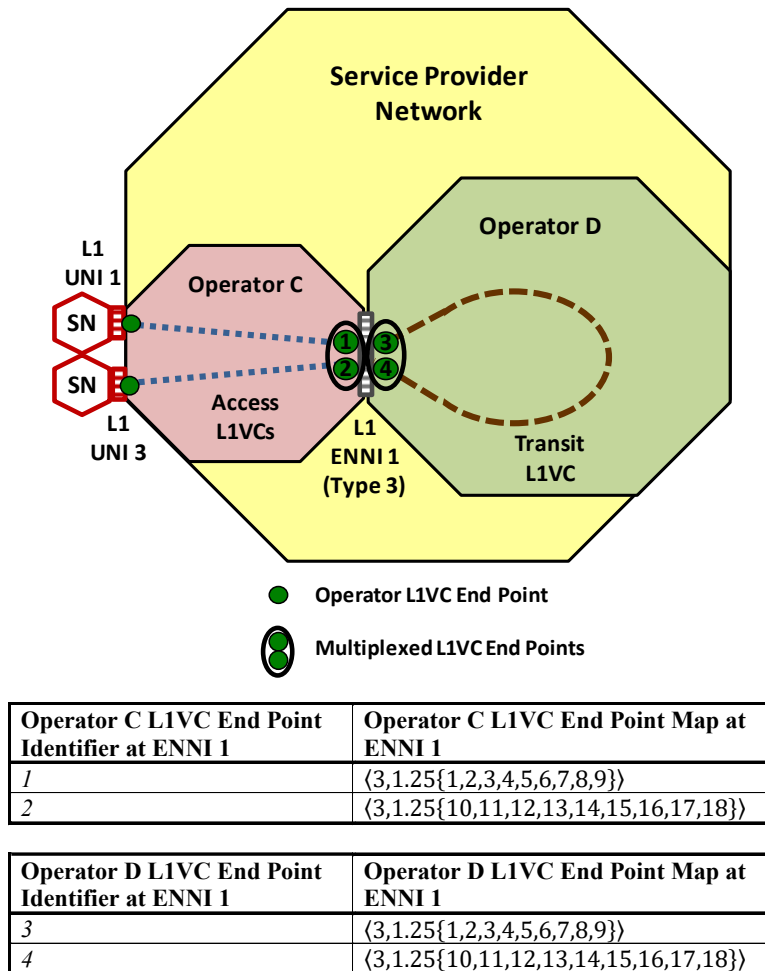 Service Provider
Network
Operator D
L1
UNI 1
Operator C
SN
1
3
SN
2
4
L1
UNI 3
Access
L1VCs
L1
ENNI 1
(Type 3)
Transit
L1VC
Operator L1VC End Point
Multiplexed L1VC End Points
Operator C L1VC End Point Identifier at ENNI 1
Operator C L1VC End Point Map at ENNI 1
1
⟨3,1.25{1,2,3,4,5,6,7,8,9}⟩
2
⟨3,1.25{10,11,12,13,14,15,16,17,18}⟩
Operator D L1VC End Point Identifier at ENNI 1
Operator D L1VC End Point Map at ENNI 1
3
⟨3,1.25{1,2,3,4,5,6,7,8,9}⟩
4
⟨3,1.25{10,11,12,13,14,15,16,17,18}⟩